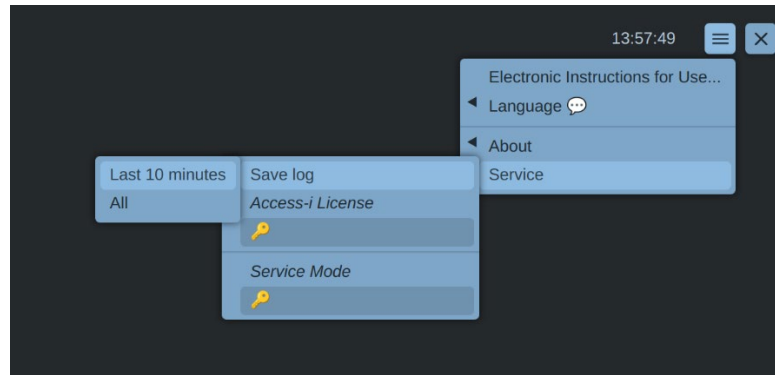 13:57:49
Electronic Instructions for Use...
Language
About
Service
Save log
Access-i License
Service Mode
Last 10 minutes
All